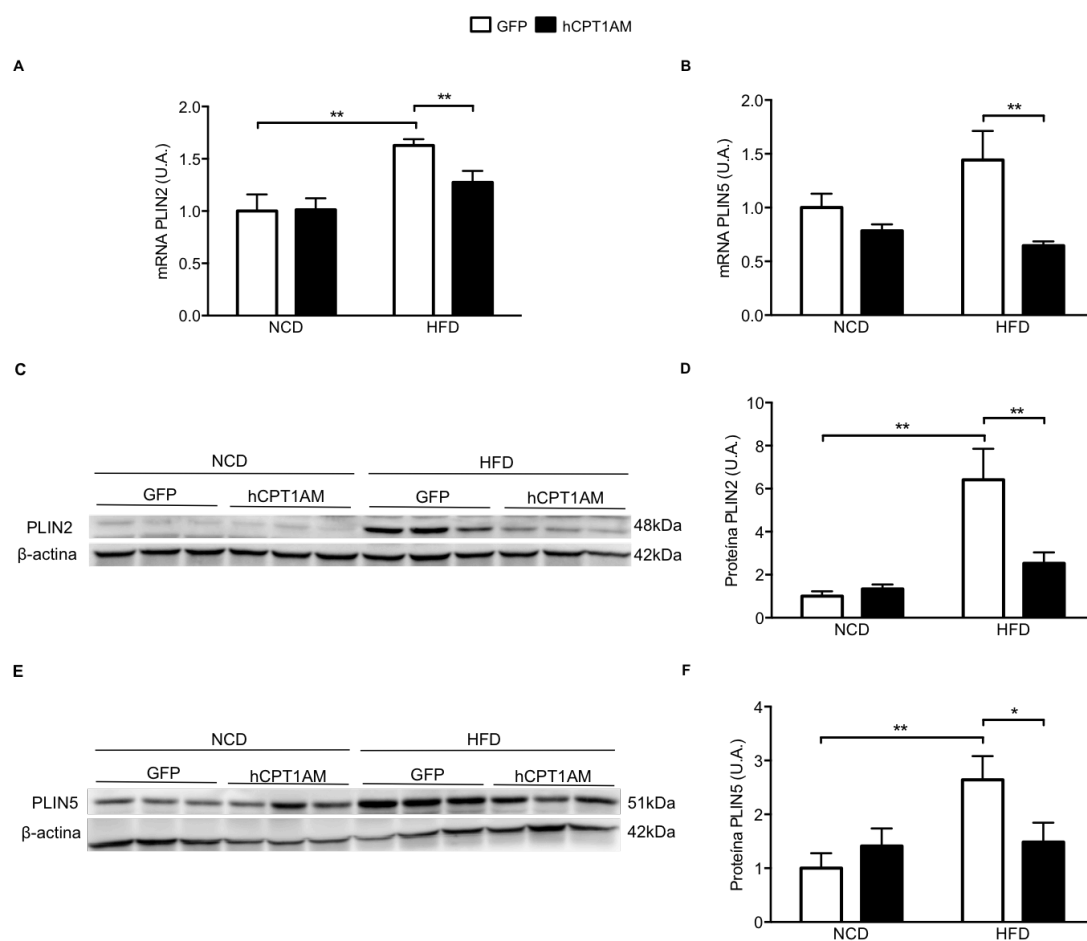 GFP hCPT1AM
A
mRNA PLIN2 (U.A.)
2.0
1.5
1.0
0.5
0.0
**
**
NCD HFD
B
mRNA PLIN5 (U.A.)
2.0
1.5
1.0
0.5
0.0
**
NCD HFD
C
NCD HFD
GFP hCPT1AM GFP hCPT1AM
PLIN2 48kDa
β-actina 42kDa
D
Proteína PLIN2 (U.A.)
10
8
6
4
2
0
**
**
NCD HFD
E
NCD HFD
GFP hCPT1AM GFP hCPT1AM
PLIN5 51kDa
β-actina 42kDa
F
Proteína PLIN5 (U.A.)
4
3
2
1
0
**
*
NCD HFD